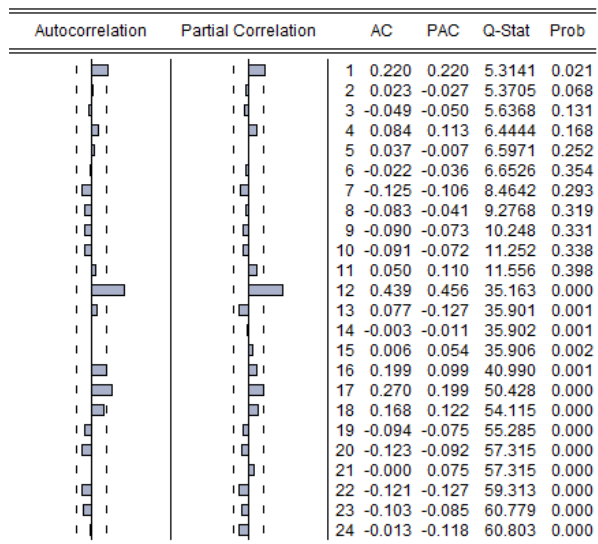 Autocorrelation Partial Correlation AC PAC Q-Stat Prob
1 0.220 0.220 5.3141 0.021
2 0.023 -0.027 5.3705 0.068
3 -0.049 -0.050 5.6368 0.131
4 0.084 0.113 6.4444 0.168
5 0.037 -0.007 6.5971 0.252
6 -0.022 -0.036 6.6526 0.354
7 -0.125 -0.106 8.4642 0.293
8 -0.083 -0.041 9.2768 0.319
9 -0.090 -0.073 10.248 0.331
10 -0.091 -0.072 11.252 0.338
11 0.050 0.110 11.556 0.398
12 0.439 0.456 35.163 0.000
13 0.077 -0.127 35.901 0.001
14 -0.003 -0.011 35.902 0.001
15 0.006 0.054 35.906 0.002
16 0.199 0.099 40.990 0.001
17 0.270 0.199 50.428 0.000
18 0.168 0.122 54.115 0.000
19 -0.094 -0.075 55.285 0.000
20 -0.123 -0.092 57.315 0.000
21 -0.000 0.075 57.315 0.000
22 -0.121 -0.127 59.313 0.000
23 -0.103 -0.085 60.779 0.000
24 -0.013 -0.118 60.803 0.000